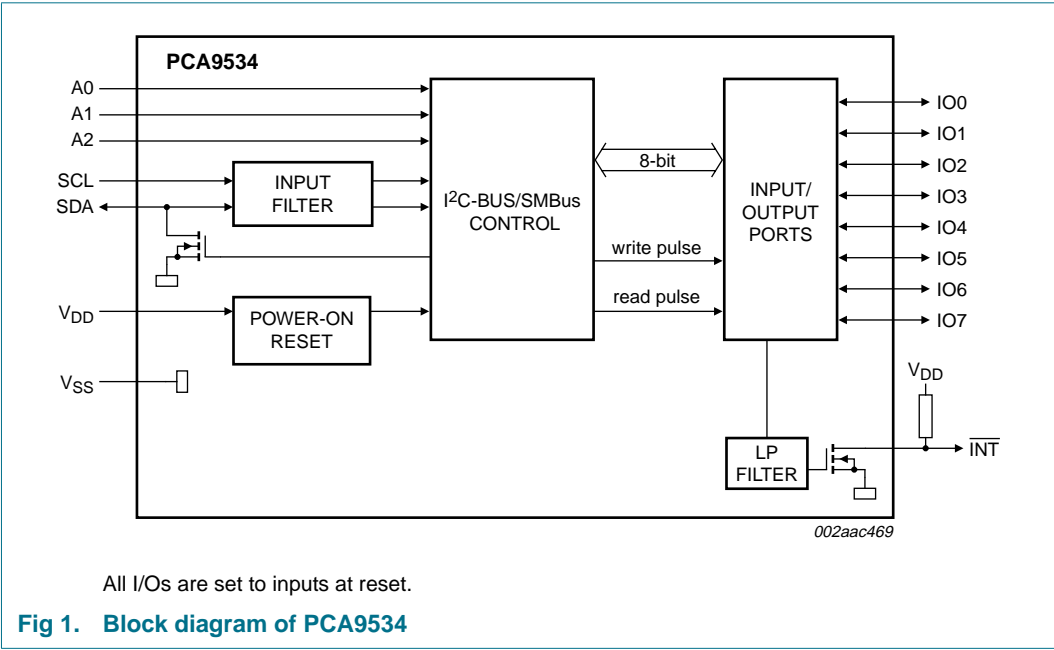 PCA9534
A0
A1
A2
SCL
SDA
INPUT
FILTER
I²C-BUS/SMBus
CONTROL
8-bit
write pulse
read pulse
INPUT/
OUTPUT
PORTS
IO0
IO1
IO2
IO3
IO4
IO5
IO6
IO7
VDD
POWER-ON
RESET
VSS
VDD
INT
LP
FILTER
002aac469
All I/Os are set to inputs at reset.
Fig 1. Block diagram of PCA9534